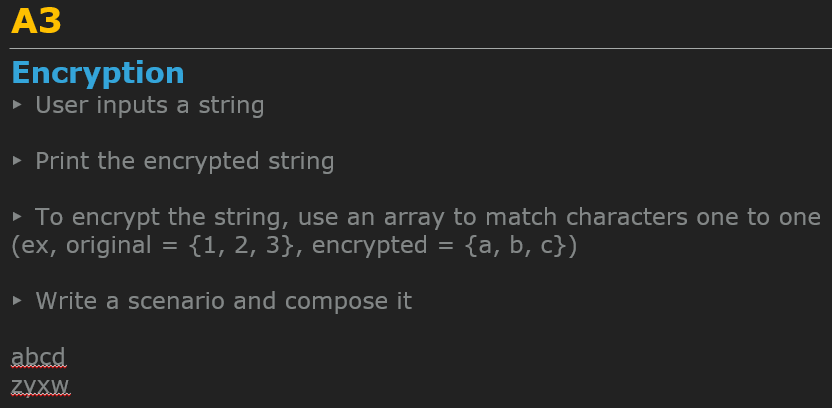 A3
Encryption
▸ User inputs a string
▸ Print the encrypted string
▸ To encrypt the string, use an array to match characters one to one
(ex, original = {1, 2, 3}, encrypted = {a, b, c})
▸ Write a scenario and compose it
abcd
zyxw